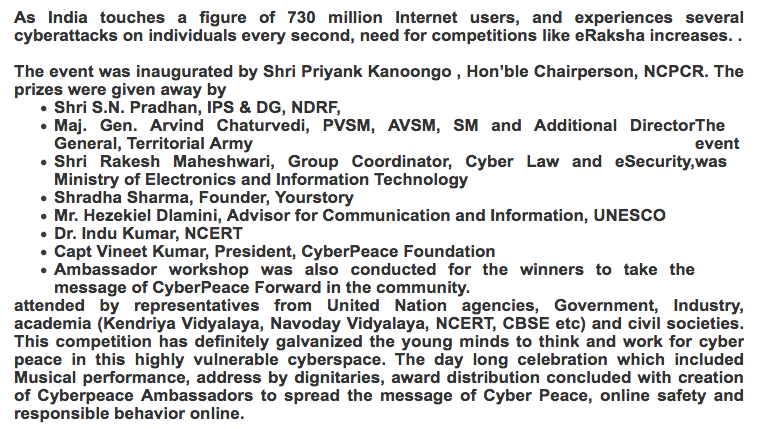 As India touches a figure of 730 million Internet users, and experiences several
cyberattacks on individuals every second, need for competitions like eRaksha increases. .
The event was inaugurated by Shri Priyank Kanoongo , Hon’ble Chairperson, NCPCR. The
prizes were given away by
• Shri S.N. Pradhan, IPS & DG, NDRF,
• Maj. Gen. Arvind Chaturvedi, PVSM, AVSM, SM and Additional DirectorThe
General, Territorial Army event
• Shri Rakesh Maheshwari, Group Coordinator, Cyber Law and eSecurity,was
Ministry of Electronics and Information Technology
• Shradha Sharma, Founder, Yourstory
• Mr. Hezekiel Dlamini, Advisor for Communication and Information, UNESCO
• Dr. Indu Kumar, NCERT
• Capt Vineet Kumar, President, CyberPeace Foundation
• Ambassador workshop was also conducted for the winners to take the
message of CyberPeace Forward in the community.
attended by representatives from United Nation agencies, Government, Industry,
academia (Kendriya Vidyalaya, Navoday Vidyalaya, NCERT, CBSE etc) and civil societies.
This competition has definitely galvanized the young minds to think and work for cyber
peace in this highly vulnerable cyberspace. The day long celebration which included
Musical performance, address by dignitaries, award distribution concluded with creation
of Cyberpeace Ambassadors to spread the message of Cyber Peace, online safety and
responsible behavior online.